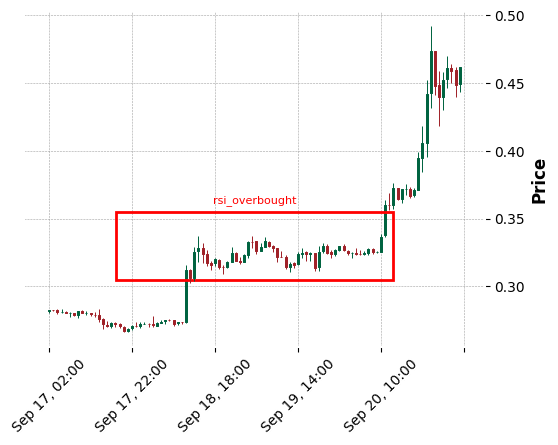 0.50
0.45
0.40
Price
rsi_overbought
0.35
0.30
Sep 17, 02:00
Sep 17, 22:00
Sep 18, 18:00
Sep 19, 14:00
Sep 20, 10:00